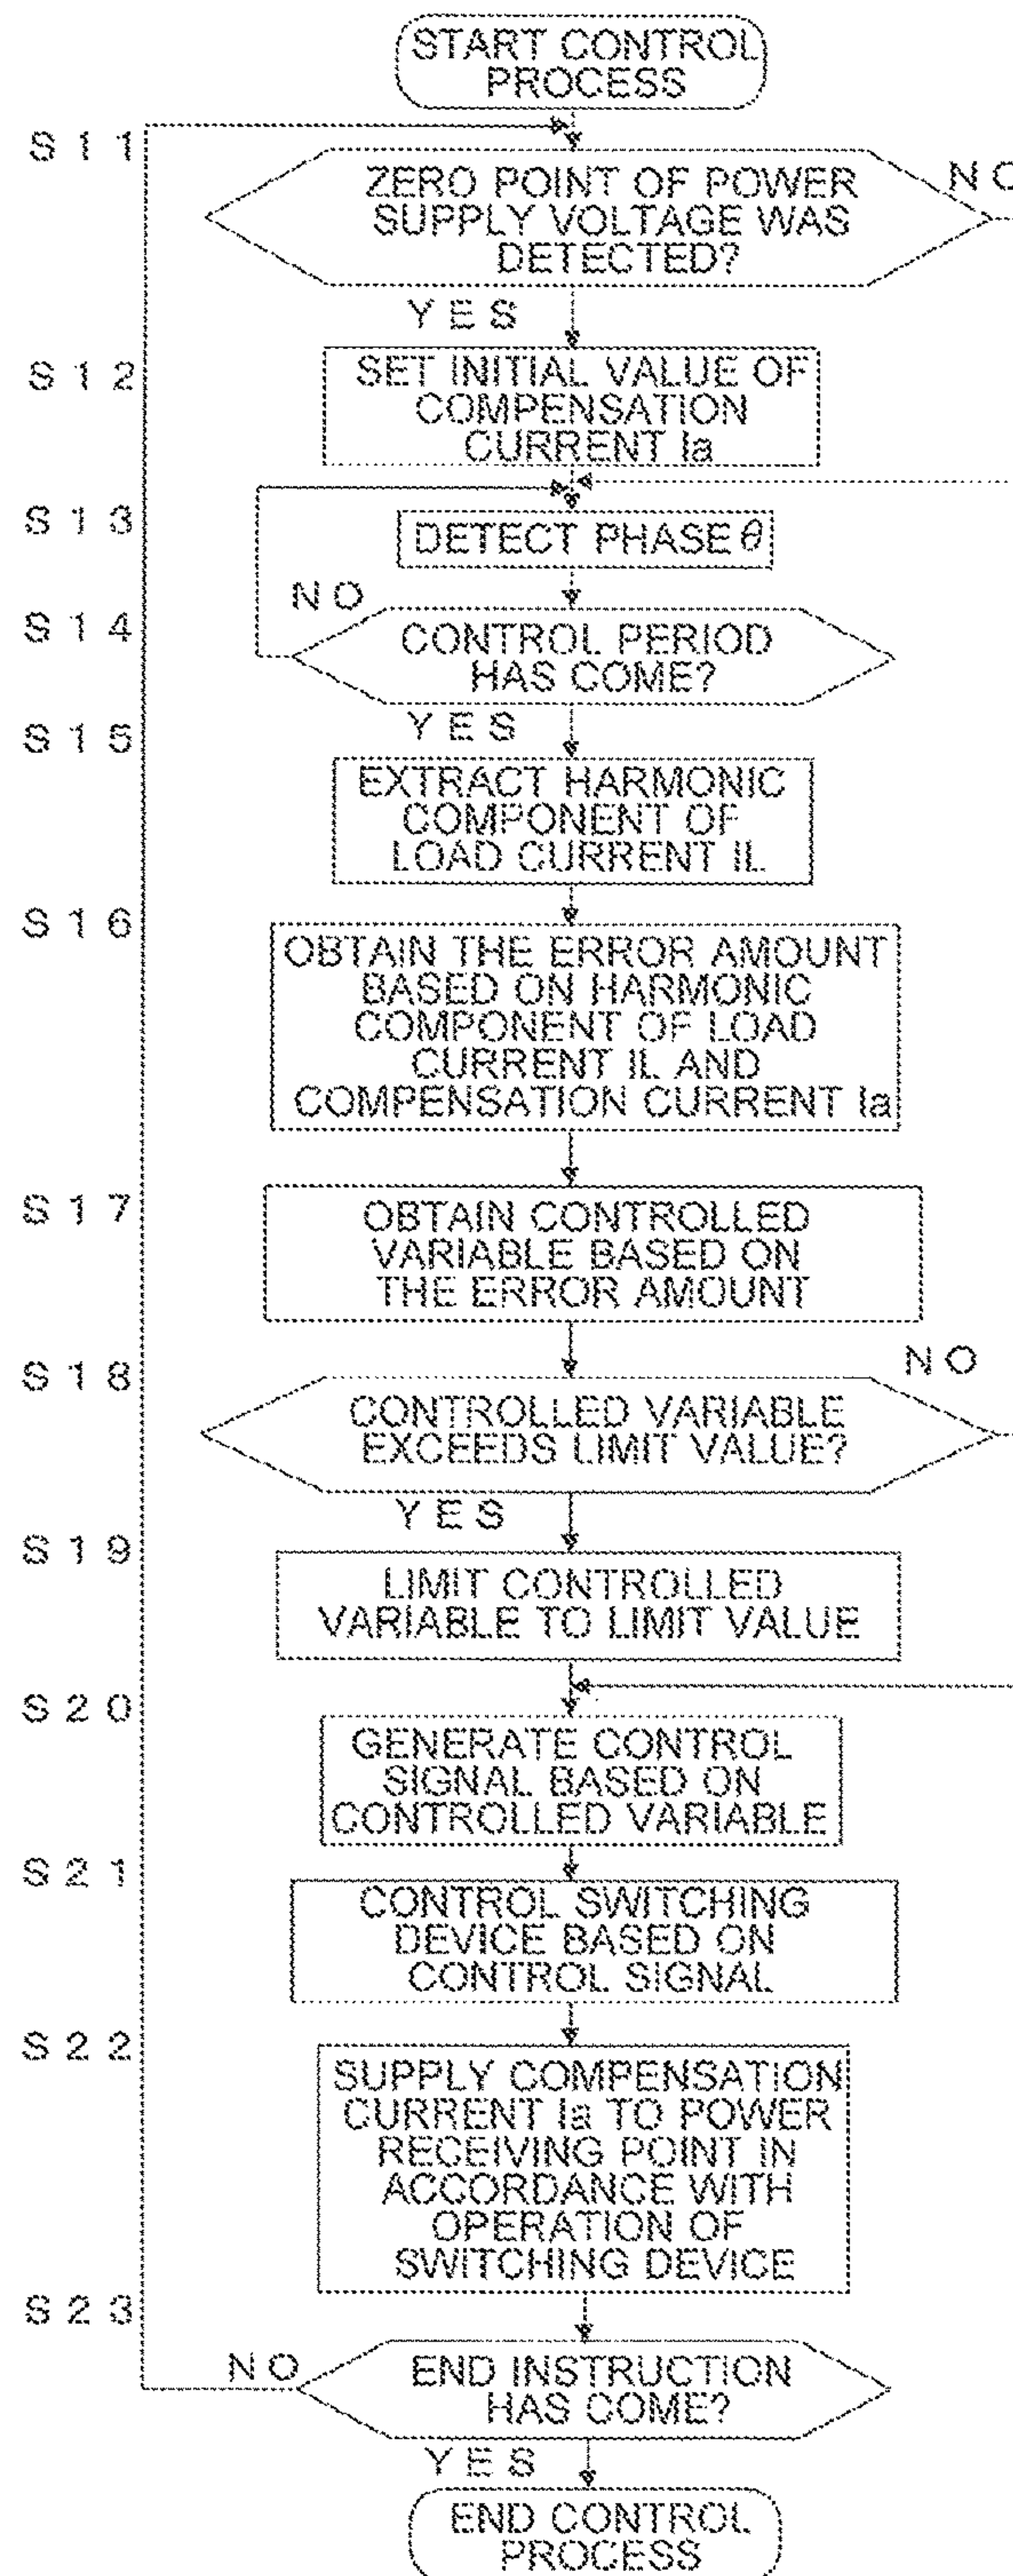 START CONTROL
PROCESS
S11
ZERO POINT OF POWER
SUPPLY VOLTAGE WAS
DETECTED?
NO
YES
S12
SET INITIAL VALUE OF
COMPENSATION
CURRENT Ia
S13
DETECT PHASE θ
NO
S14
CONTROL PERIOD
HAS COME?
YES
S15
EXTRACT HARMONIC
COMPONENT OF
LOAD CURRENT IL
S16
OBTAIN THE ERROR AMOUNT
BASED ON HARMONIC
COMPONENT OF LOAD
CURRENT IL AND
COMPENSATION CURRENT Ia
S17
OBTAIN CONTROLLED
VARIABLE BASED ON
THE ERROR AMOUNT
S18
NO
CONTROLLED VARIABLE
EXCEEDS LIMIT VALUE?
YES
S19
LIMIT CONTROLLED
VARIABLE TO LIMIT VALUE
S20
GENERATE CONTROL
SIGNAL BASED ON
CONTROLLED VARIABLE
S21
CONTROL SWITCHING
DEVICE BASED ON
CONTROL SIGNAL
S22
SUPPLY COMPENSATION
CURRENT Ia TO POWER
RECEIVING POINT IN
ACCORDANCE WITH
OPERATION OF
SWITCHING DEVICE
S23
NO
END INSTRUCTION
HAS COME?
YES
END CONTROL
PROCESS